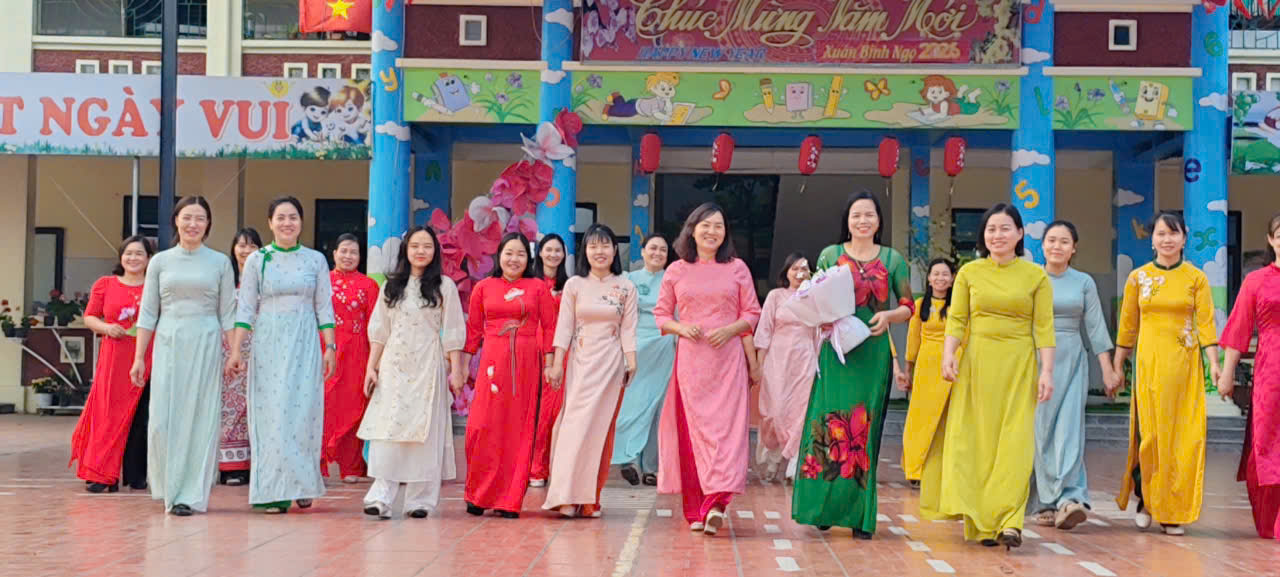 Chúc Mừng Năm Mới
HAPPY NEW YEAR
Xuân Bính Ngọ 2026
T NGÀY VUI